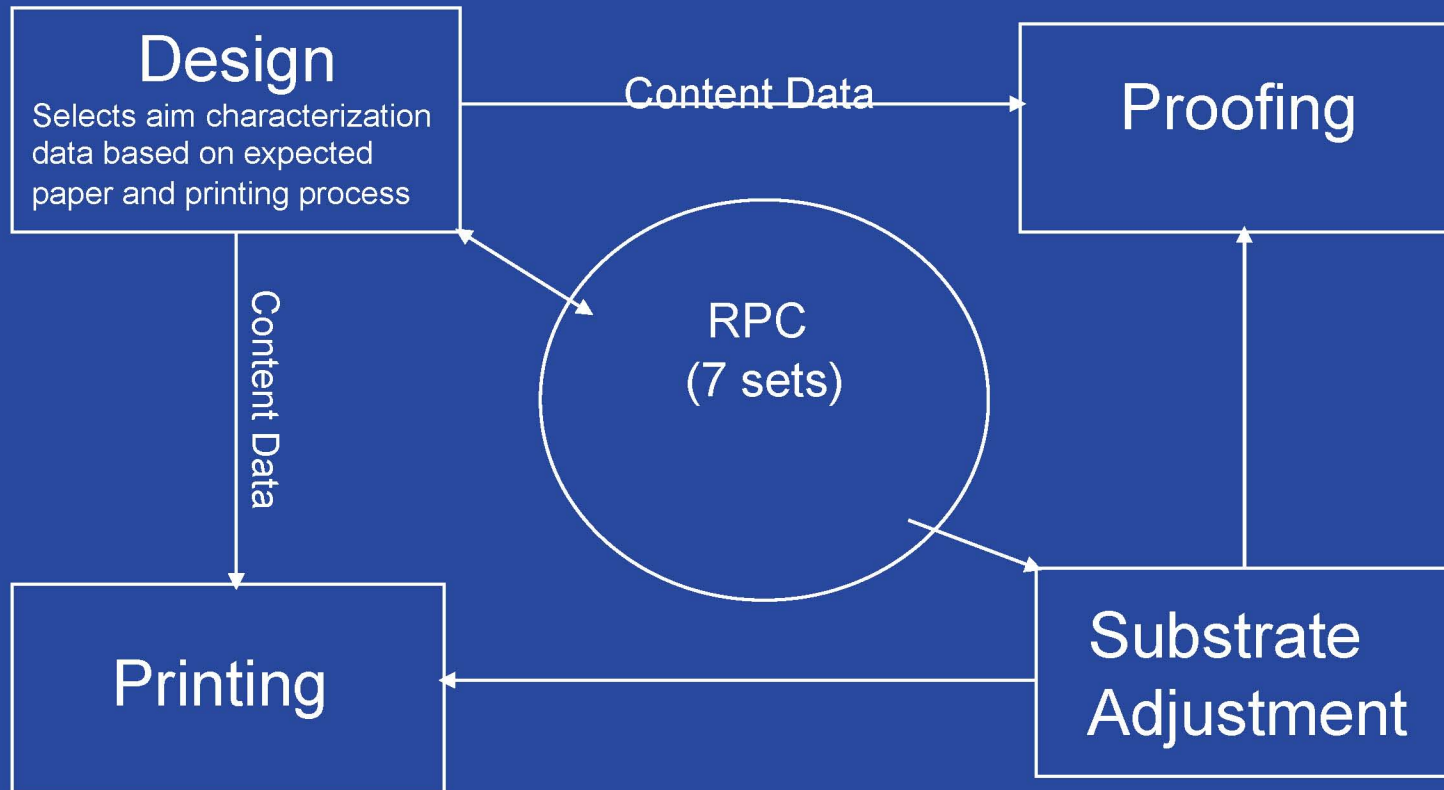 Design
Selects aim characterization
data based on expected
paper and printing process
Content Data
Proofing
Content Data
RPC
(7 sets)
Printing
Substrate
Adjustment